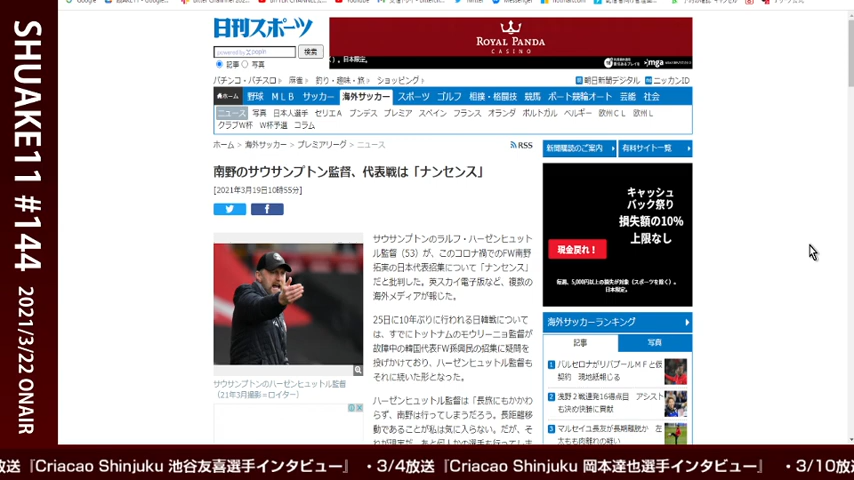 SHUAKE11 #144 2021/3/22 ONAIR
日刊スポーツ
検索
記事 写真
ROYAL PANDA
CASINO
日本限定。
mga
パチンコ・パチスロ 麻雀 釣り・趣味・旅 ショッピング
朝日新聞デジタル ニッカンID
ホーム 野球 MLB サッカー 海外サッカー スポーツ ゴルフ 相撲・格闘技 競馬 ボート競輪オート 芸能 社会
ニュース 写真 日本人選手 セリエA ブンデス プレミア スペイン フランス オランダ ポルトガル ベルギー 欧州CL 欧州L
クラブW杯 W杯予選 コラム
ホーム > 海外サッカー > プレミアリーグ > ニュース
RSS
新聞購読のご案内 有料サイト一覧
南野のサウサンプトン監督、代表戦は「ナンセンス」
[2021年3月19日10時55分]
サウサンプトンのラルフ・ハーゼンヒュット
ル監督（53）が、このコロナ禍でのFW南野
拓実の日本代表招集について「ナンセンス」
だと批判した。英スカイ電子版など、複数の
海外メディアが報じた。
25日に10年ぶりに行われる日韓戦について
は、すでにトットナムのモウリーニョ監督が
故障中の韓国代表FW孫興民の招集に疑問を
投げかけており、ハーゼンヒュットル監督も
それに続いた形となった。
ハーゼンヒュットル監督は「長旅にもかかわ
らず、南野は行ってしまうだろう。長距離移
動であることが私は気に入らない。だが、そ
サウサンプトンのハーゼンヒュットル監督
（21年3月撮影＝ロイター）
キャッシュ
バック祭り
損失額の10%
上限なし
現金戻れ！
毎週、5,000円以上の損失が対象（スポーツを除く）。
日本限定。
海外サッカーランキング
記事 写真
1 バルセロナがリバプールMFと仮
契約 現地紙報じる
2 浅野2戦連発16得点目 アシスト
も決め快勝に貢献
3 マルセイユ長友が長期離脱か 左
太もも肉離れの疑い
放送『Criacao Shinjuku 池谷友喜選手インタビュー』 ・3/4放送『Criacao Shinjuku 岡本達也選手インタビュー』 ・3/10放